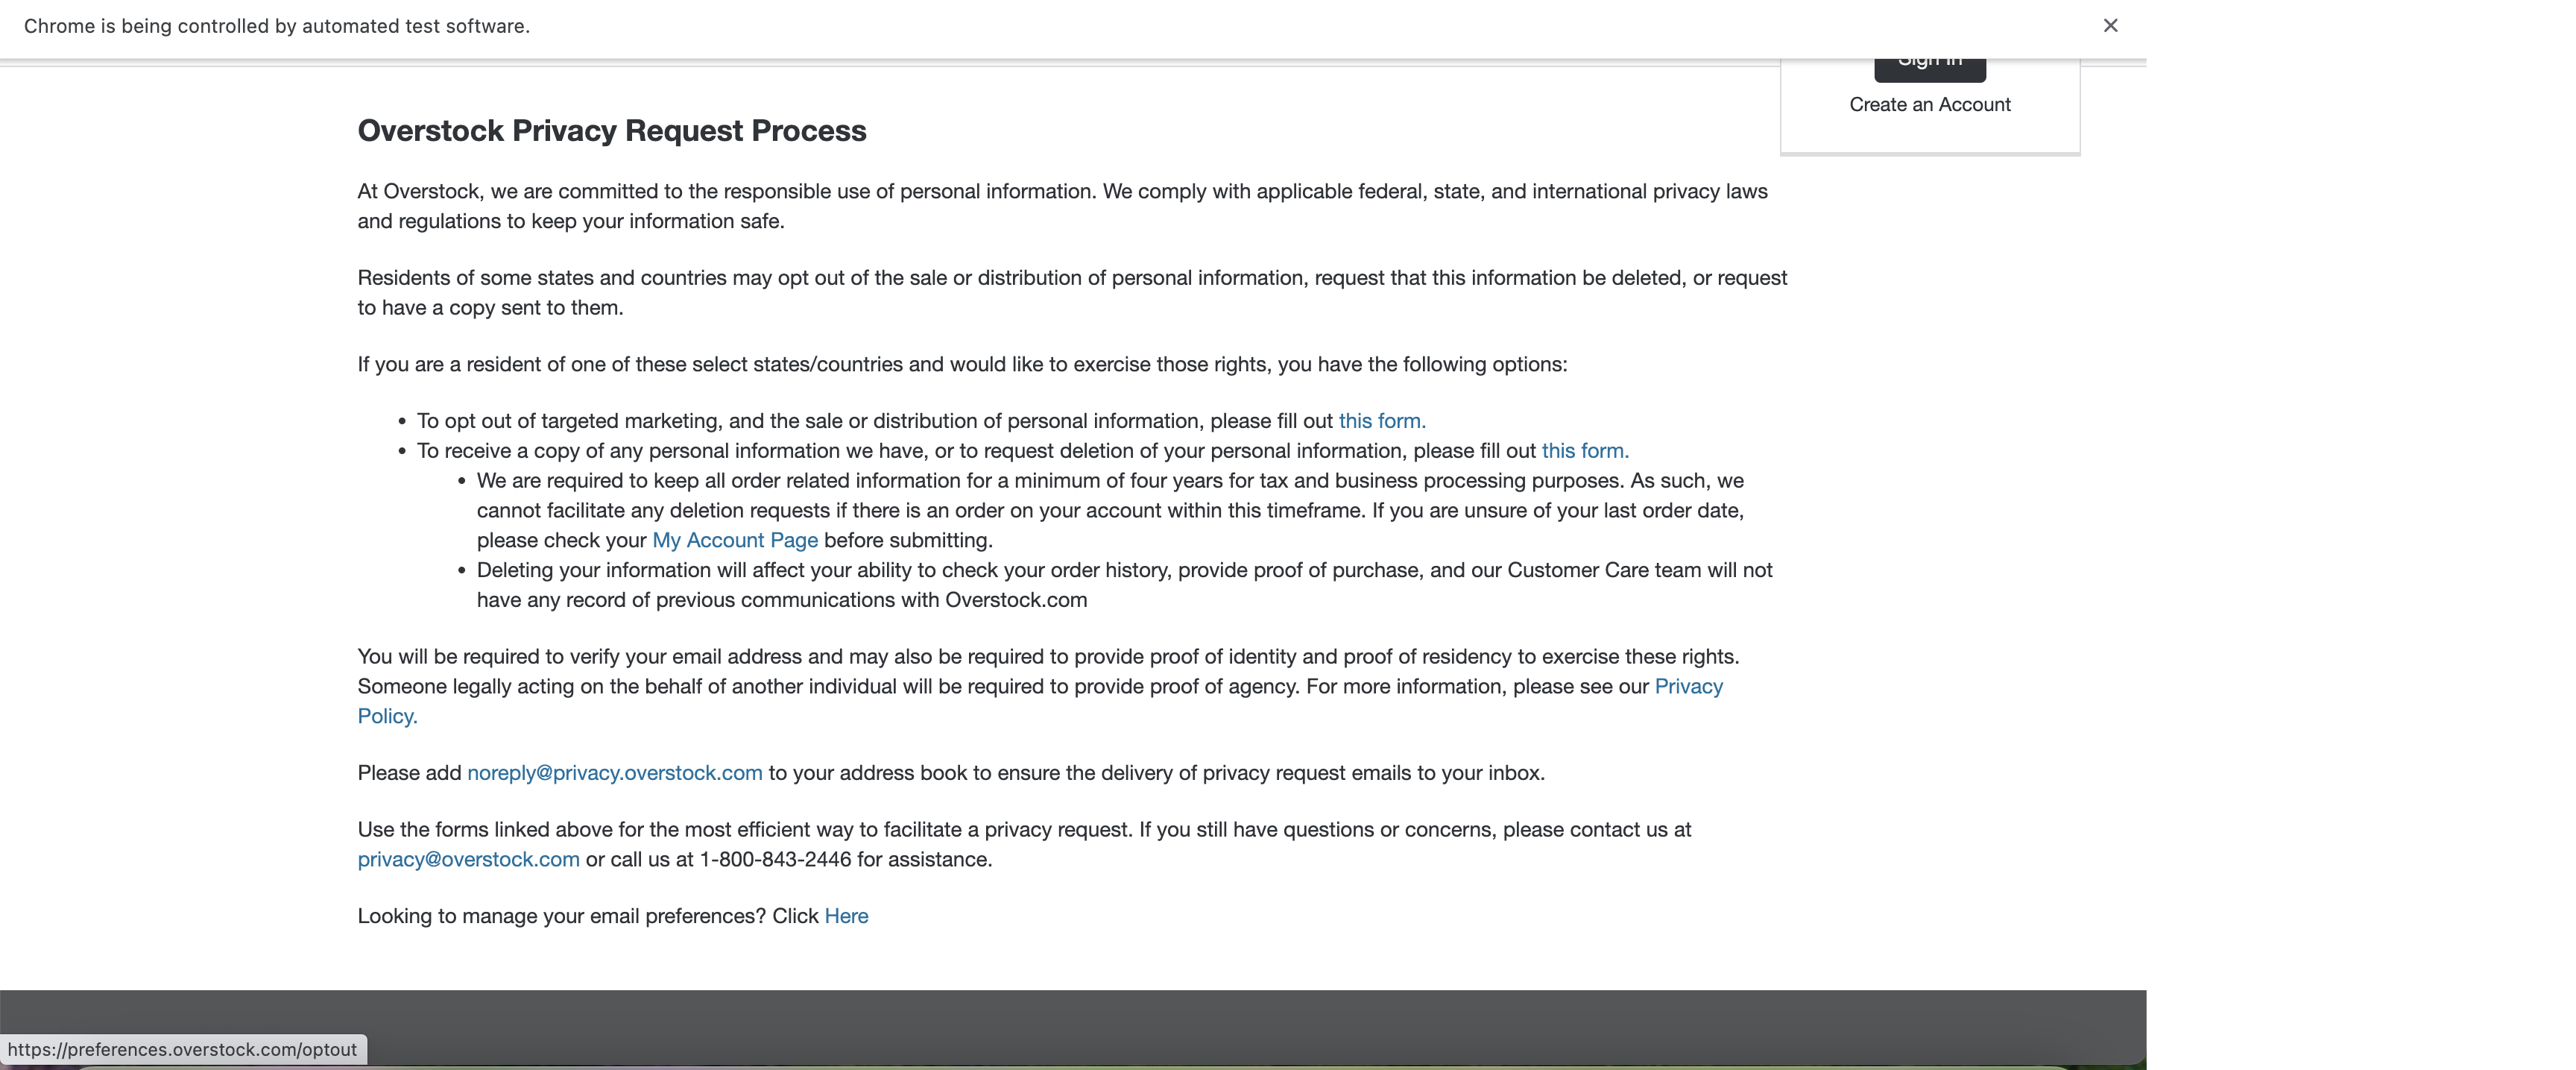 Chrome is being controlled by automated test software.
Sign In
Create an Account
Overstock Privacy Request Process
At Overstock, we are committed to the responsible use of personal information. We comply with applicable federal, state, and international privacy laws
and regulations to keep your information safe.
Residents of some states and countries may opt out of the sale or distribution of personal information, request that this information be deleted, or request
to have a copy sent to them.
If you are a resident of one of these select states/countries and would like to exercise those rights, you have the following options:
• To opt out of targeted marketing, and the sale or distribution of personal information, please fill out this form.
• To receive a copy of any personal information we have, or to request deletion of your personal information, please fill out this form.
• We are required to keep all order related information for a minimum of four years for tax and business processing purposes. As such, we
cannot facilitate any deletion requests if there is an order on your account within this timeframe. If you are unsure of your last order date,
please check your My Account Page before submitting.
• Deleting your information will affect your ability to check your order history, provide proof of purchase, and our Customer Care team will not
have any record of previous communications with Overstock.com
You will be required to verify your email address and may also be required to provide proof of identity and proof of residency to exercise these rights.
Someone legally acting on the behalf of another individual will be required to provide proof of agency. For more information, please see our Privacy
Policy.
Please add noreply@privacy.overstock.com to your address book to ensure the delivery of privacy request emails to your inbox.
Use the forms linked above for the most efficient way to facilitate a privacy request. If you still have questions or concerns, please contact us at
privacy@overstock.com or call us at 1-800-843-2446 for assistance.
Looking to manage your email preferences? Click Here
https://preferences.overstock.com/optout